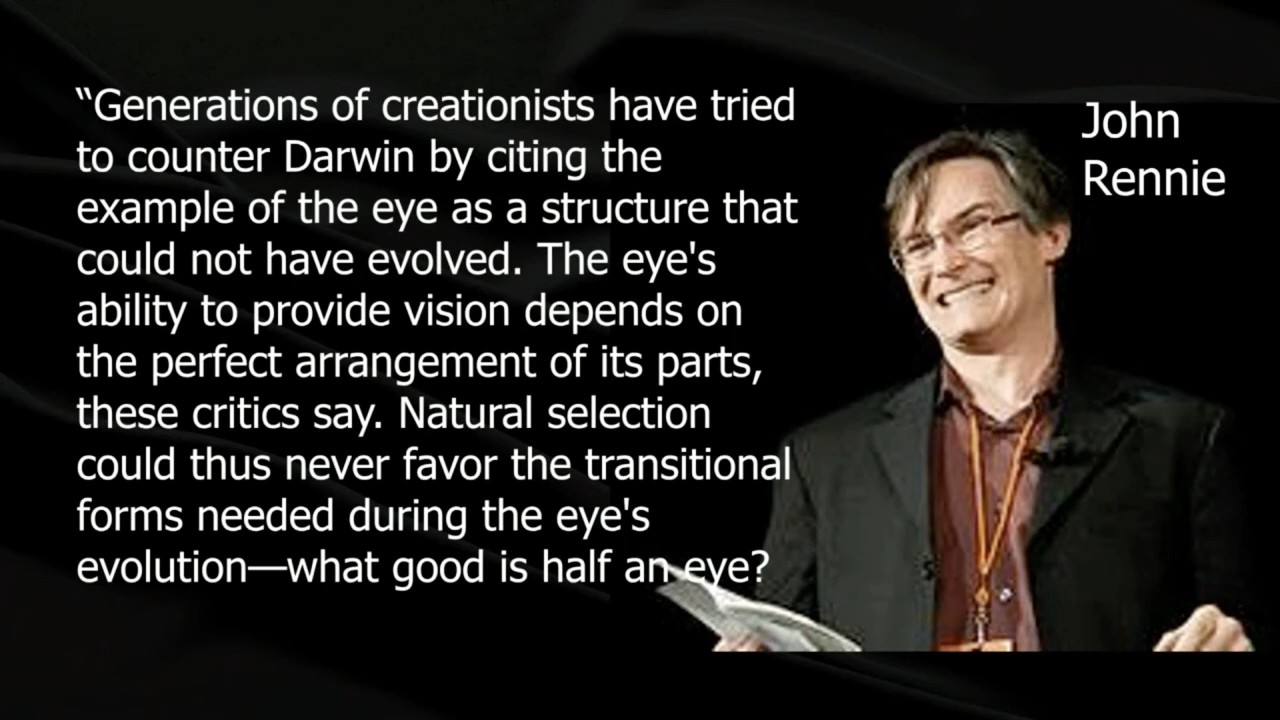 “Generations of creationists have tried
to counter Darwin by citing the
example of the eye as a structure that
could not have evolved. The eye's
ability to provide vision depends on
the perfect arrangement of its parts,
these critics say. Natural selection
could thus never favor the transitional
forms needed during the eye's
evolution—what good is half an eye?
John
Rennie